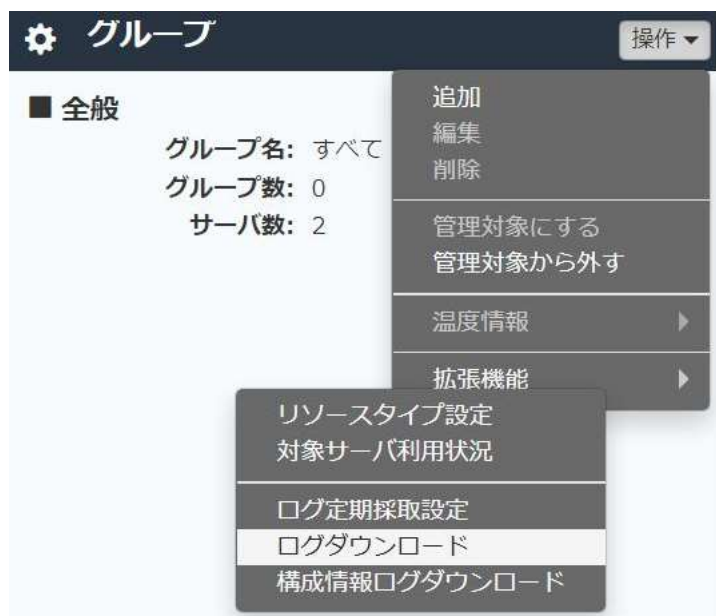 グループ
操作
■ 全般
グループ名: すべて
グループ数: 0
サーバ数: 2
追加
編集
削除
管理対象にする
管理対象から外す
温度情報
拡張機能
リソースタイプ設定
対象サーバ利用状況
ログ定期採取設定
ログダウンロード
構成情報ログダウンロード